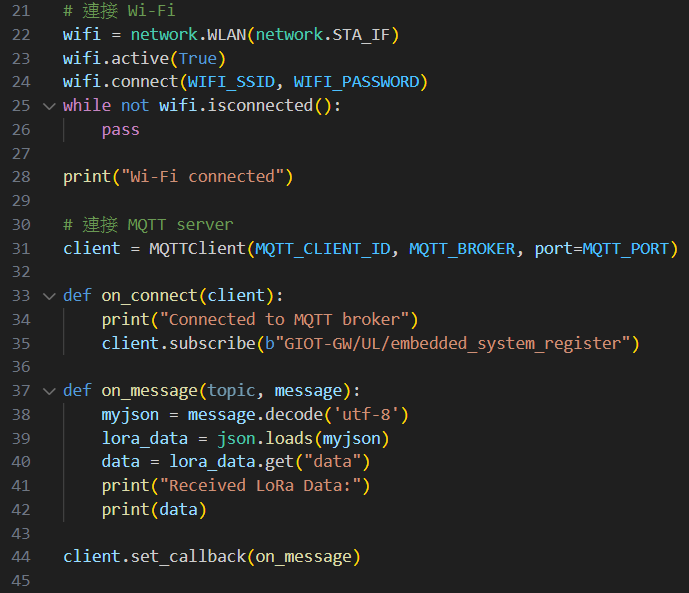 21 # 連接 Wi-Fi
22 wifi = network.WLAN(network.STA_IF)
23 wifi.active(True)
24 wifi.connect(WIFI_SSID, WIFI_PASSWORD)
25 while not wifi.isconnected():
26     pass
27
28 print("Wi-Fi connected")
29
30 # 連接 MQTT server
31 client = MQTTClient(MQTT_CLIENT_ID, MQTT_BROKER, port=MQTT_PORT)
32
33 def on_connect(client):
34     print("Connected to MQTT broker")
35     client.subscribe(b"GIOT-GW/UL/embedded_system_register")
36
37 def on_message(topic, message):
38     myjson = message.decode('utf-8')
39     lora_data = json.loads(myjson)
40     data = lora_data.get("data")
41     print("Received LoRa Data:")
42     print(data)
43
44 client.set_callback(on_message)
45